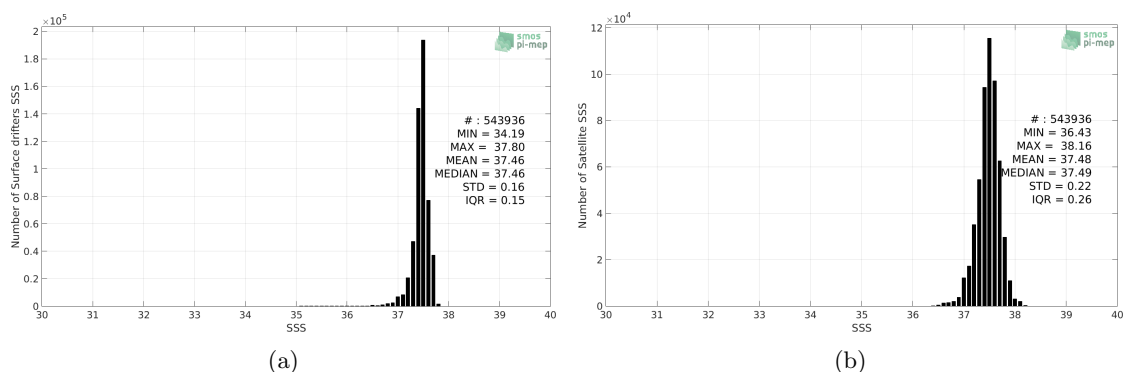 ×10^5
2
1.8
1.6
1.4
1.2
1
0.8
0.6
0.4
0.2
0
Number of Surface drifters SSS
smos
pi-mep
# : 543936
MIN = 34.19
MAX = 37.80
MEAN = 37.46
MEDIAN = 37.46
STD = 0.16
IQR = 0.15
30 31 32 33 34 35 36 37 38 39 40
SSS
(a)
×10^4
12
10
8
6
4
2
0
Number of Satellite SSS
smos
pi-mep
# : 543936
MIN = 36.43
MAX = 38.16
MEAN = 37.48
MEDIAN = 37.49
STD = 0.22
IQR = 0.26
30 31 32 33 34 35 36 37 38 39 40
SSS
(b)